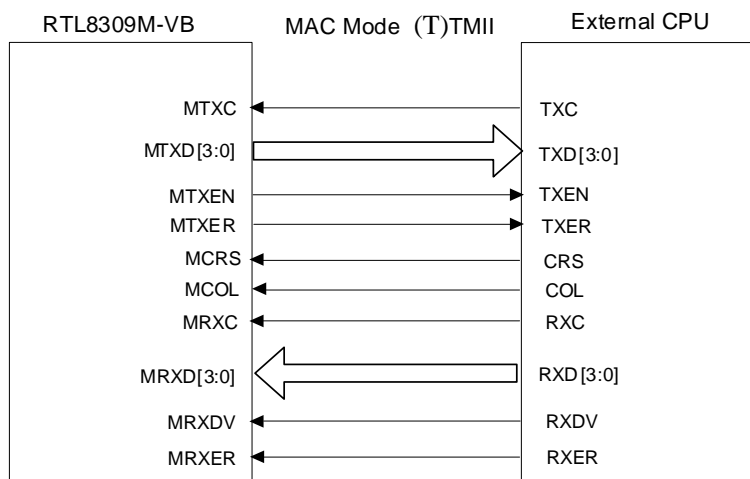 RTL8309M-VB MAC Mode (T)TMII External CPU
MTXC TXC
MTXD[3:0] TXD[3:0]
MTXEN TXEN
MTXER TXER
MCRS CRS
MCOL COL
MRXC RXC
MRXD[3:0] RXD[3:0]
MRXDV RXDV
MRXER RXER